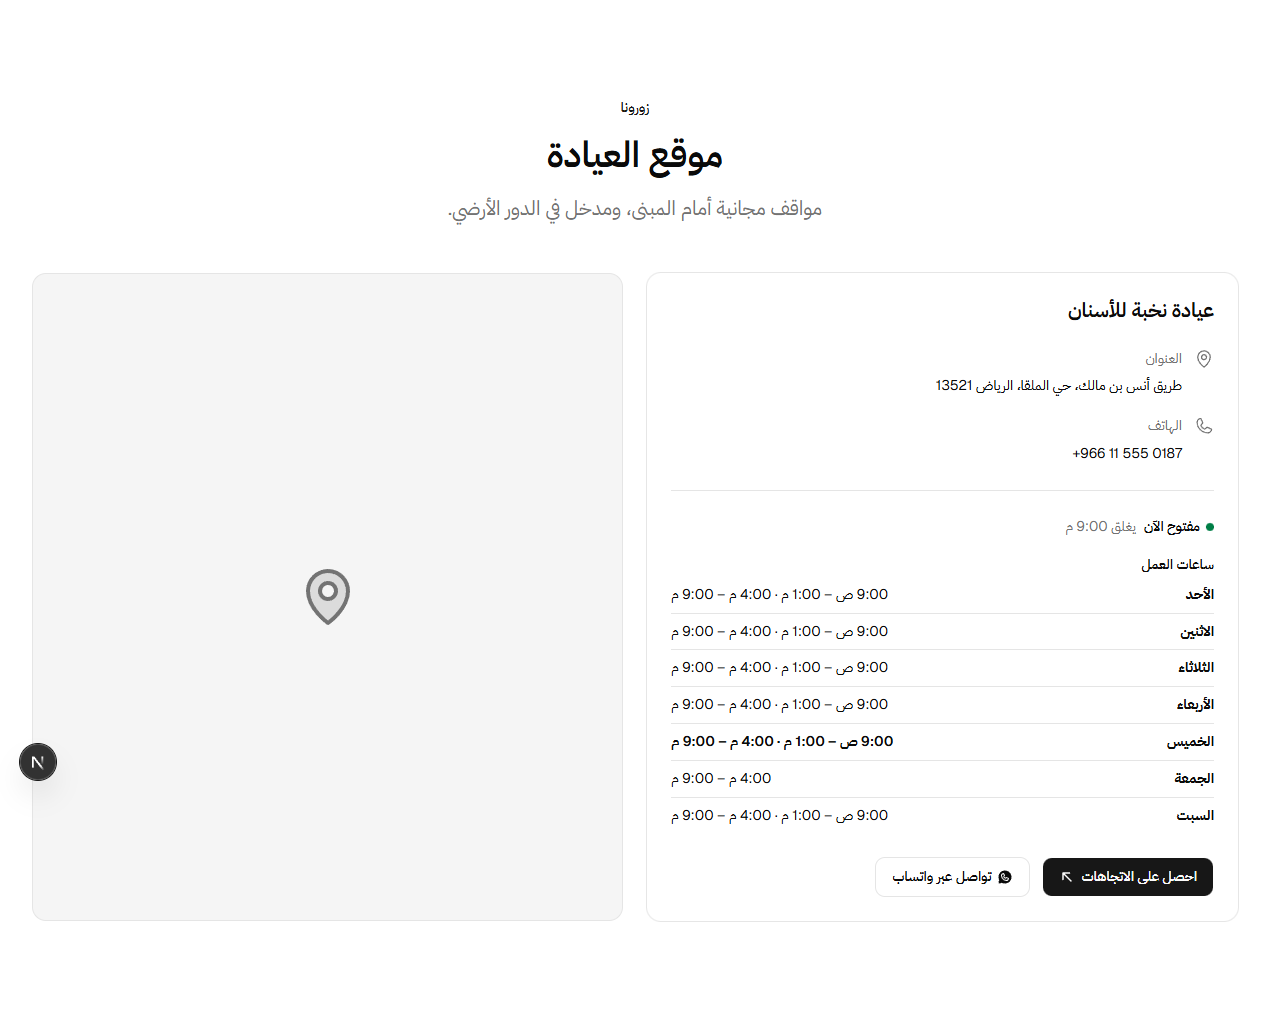 زورونا
موقع العيادة
مواقف مجانية أمام المبنى، ومدخل في الدور الأرضي.
عيادة نخبة للأسنان
العنوان
طريق أنس بن مالك، حي الملقا، الرياض 13521
الهاتف
+966 11 555 0187
مفتوح الآن يغلق 9:00 م
ساعات العمل
الأحد 9:00 ص – 1:00 م · 4:00 م – 9:00 م
الاثنين 9:00 ص – 1:00 م · 4:00 م – 9:00 م
الثلاثاء 9:00 ص – 1:00 م · 4:00 م – 9:00 م
الأربعاء 9:00 ص – 1:00 م · 4:00 م – 9:00 م
الخميس 9:00 ص – 1:00 م · 4:00 م – 9:00 م
الجمعة 4:00 م – 9:00 م
السبت 9:00 ص – 1:00 م · 4:00 م – 9:00 م
احصل على الاتجاهات
تواصل عبر واتساب
N